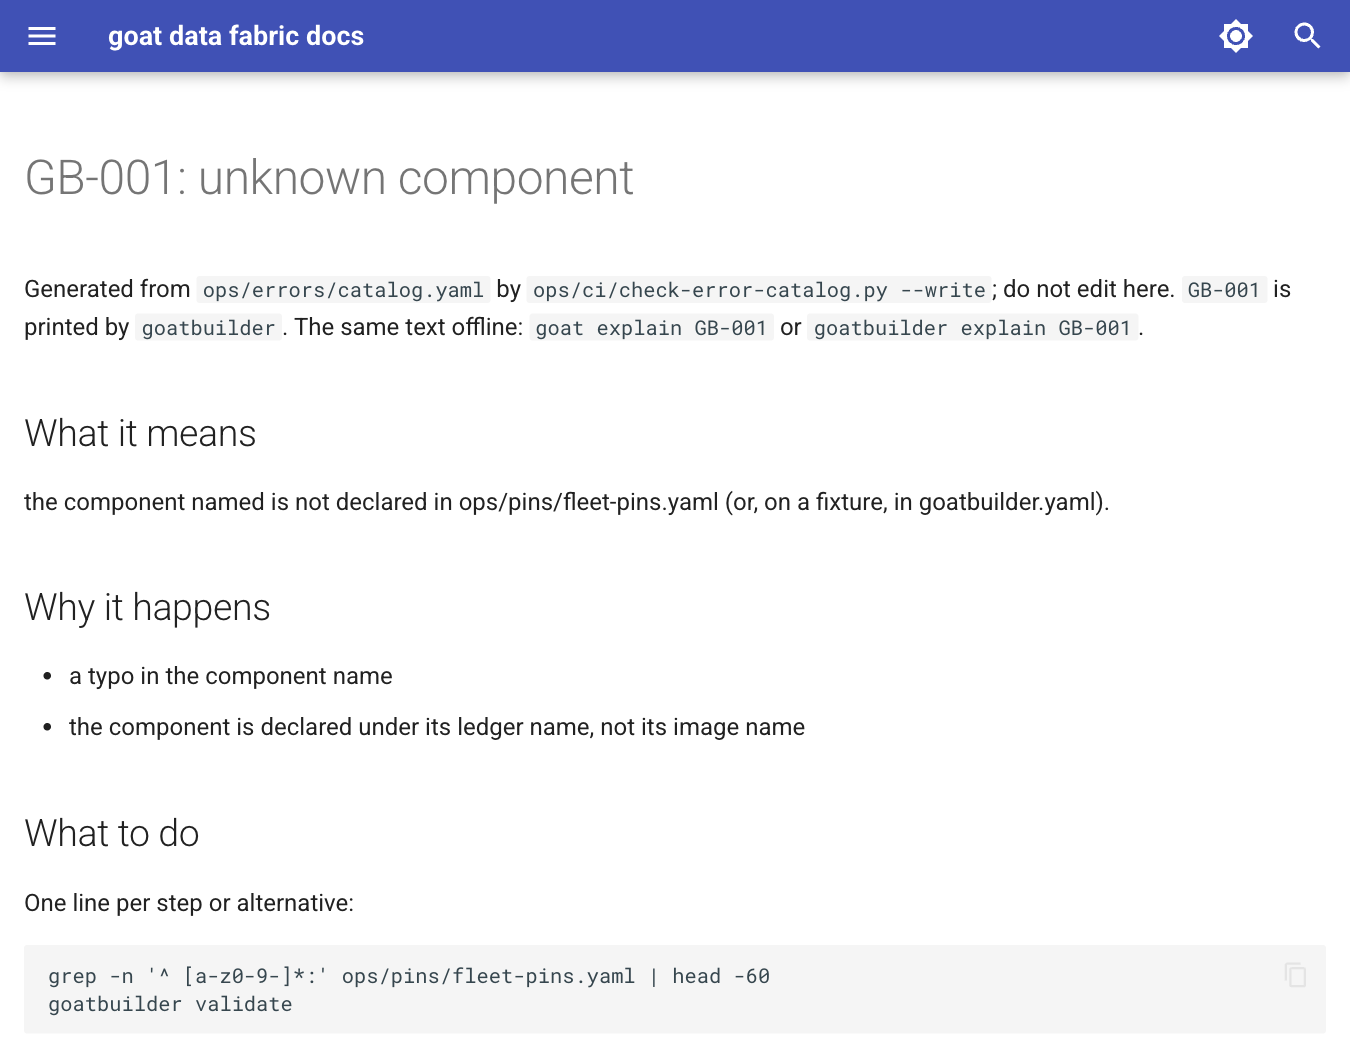 goat data fabric docs
GB-001: unknown component
Generated from ops/errors/catalog.yaml by ops/ci/check-error-catalog.py --write; do not edit here. GB-001 is
printed by goatbuilder. The same text offline: goat explain GB-001 or goatbuilder explain GB-001.
What it means
the component named is not declared in ops/pins/fleet-pins.yaml (or, on a fixture, in goatbuilder.yaml).
Why it happens
• a typo in the component name
• the component is declared under its ledger name, not its image name
What to do
One line per step or alternative:
grep -n '^ [a-z0-9-]*:' ops/pins/fleet-pins.yaml | head -60
goatbuilder validate